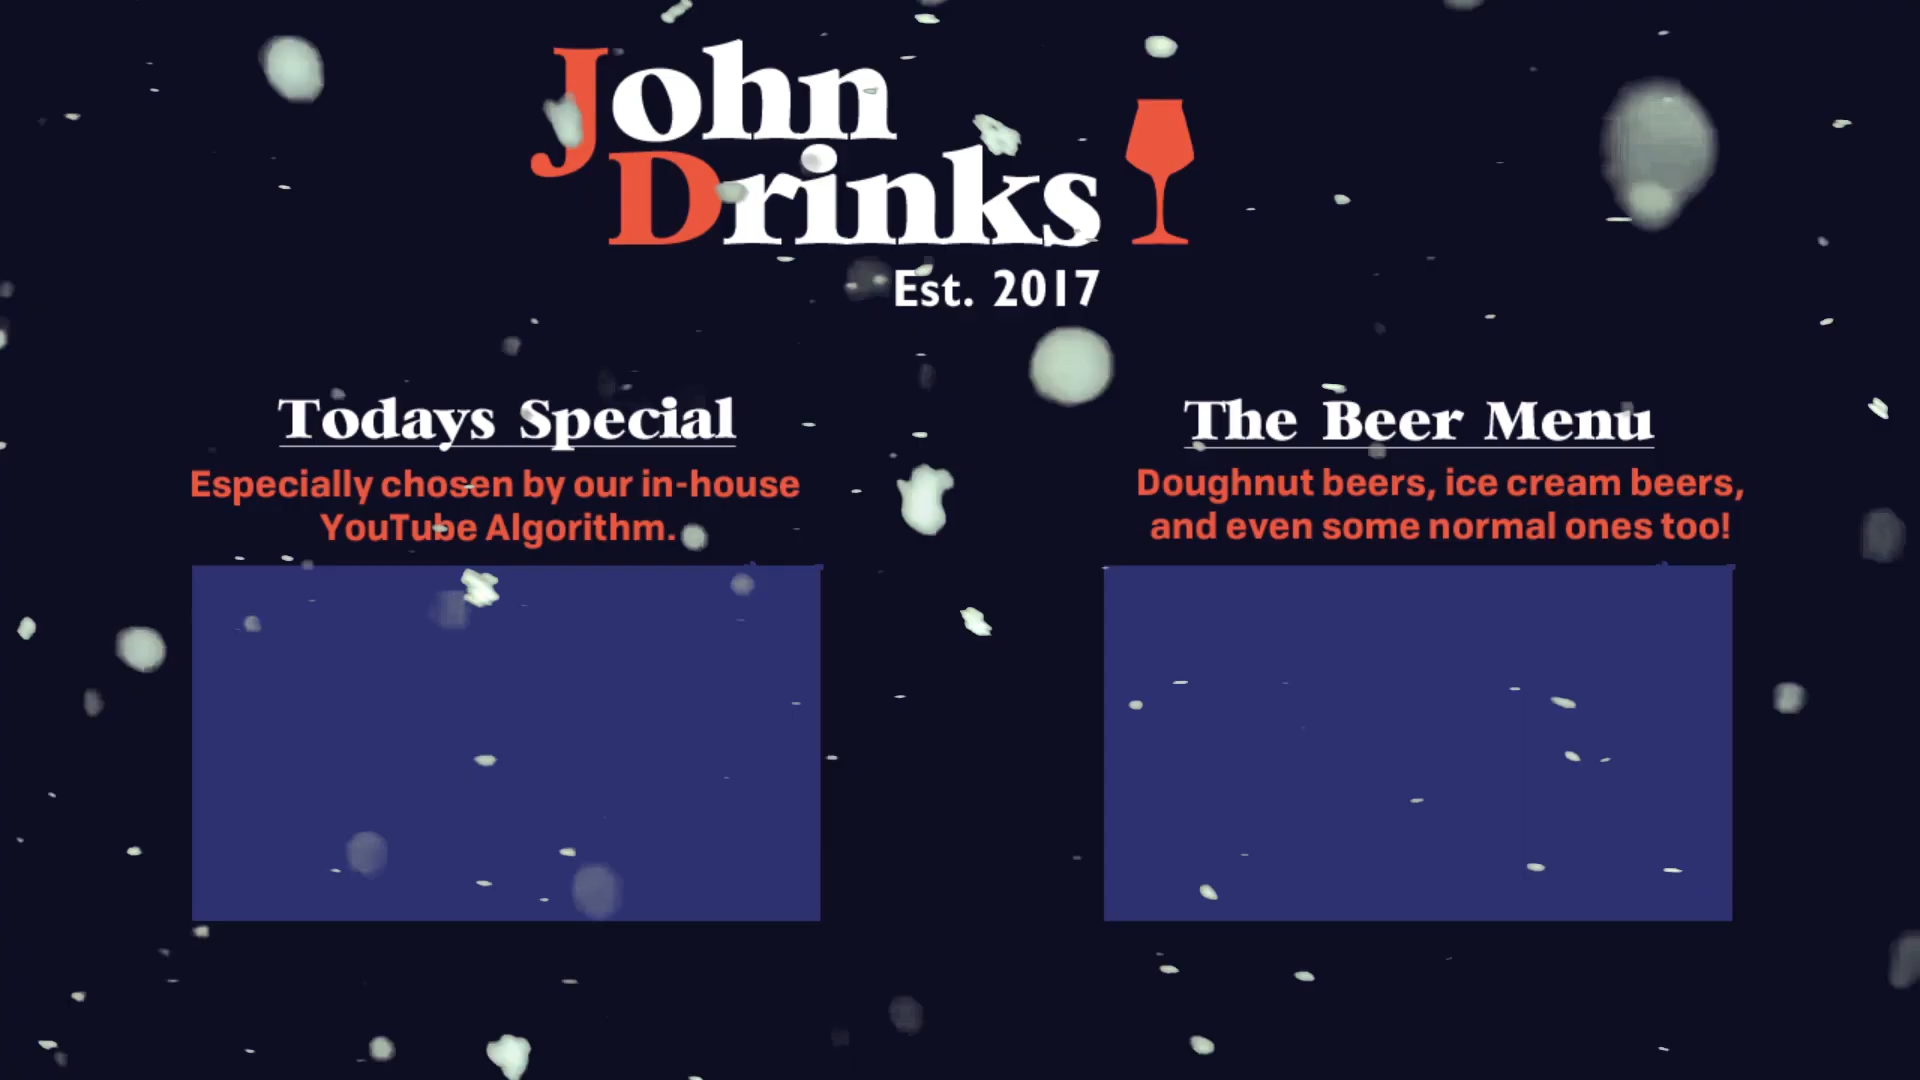 John
Drinks
Est. 2017
Todays Special
Especially chosen by our in-house
YouTube Algorithm.
The Beer Menu
Doughnut beers, ice cream beers,
and even some normal ones too!